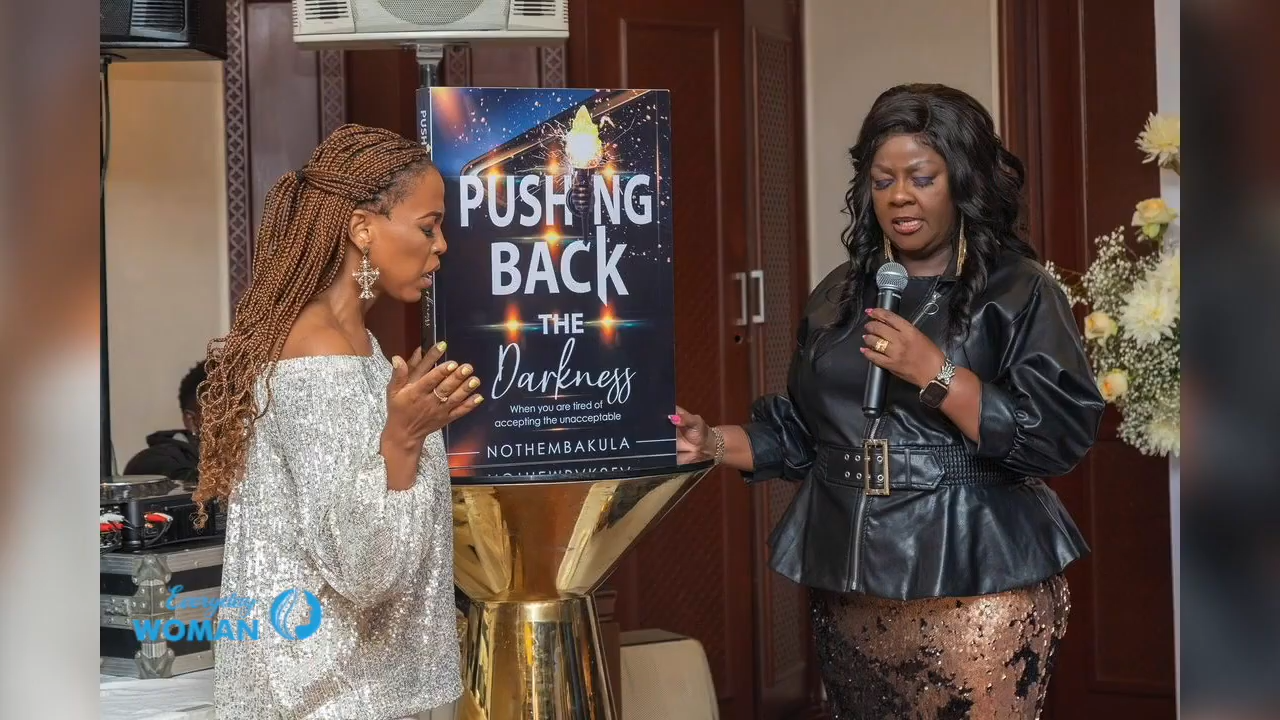 PUSHING
BACK
THE
Darkness
When you are tired of
accepting the unacceptable
NOTHEMBAKULA
Everyday
WOMAN